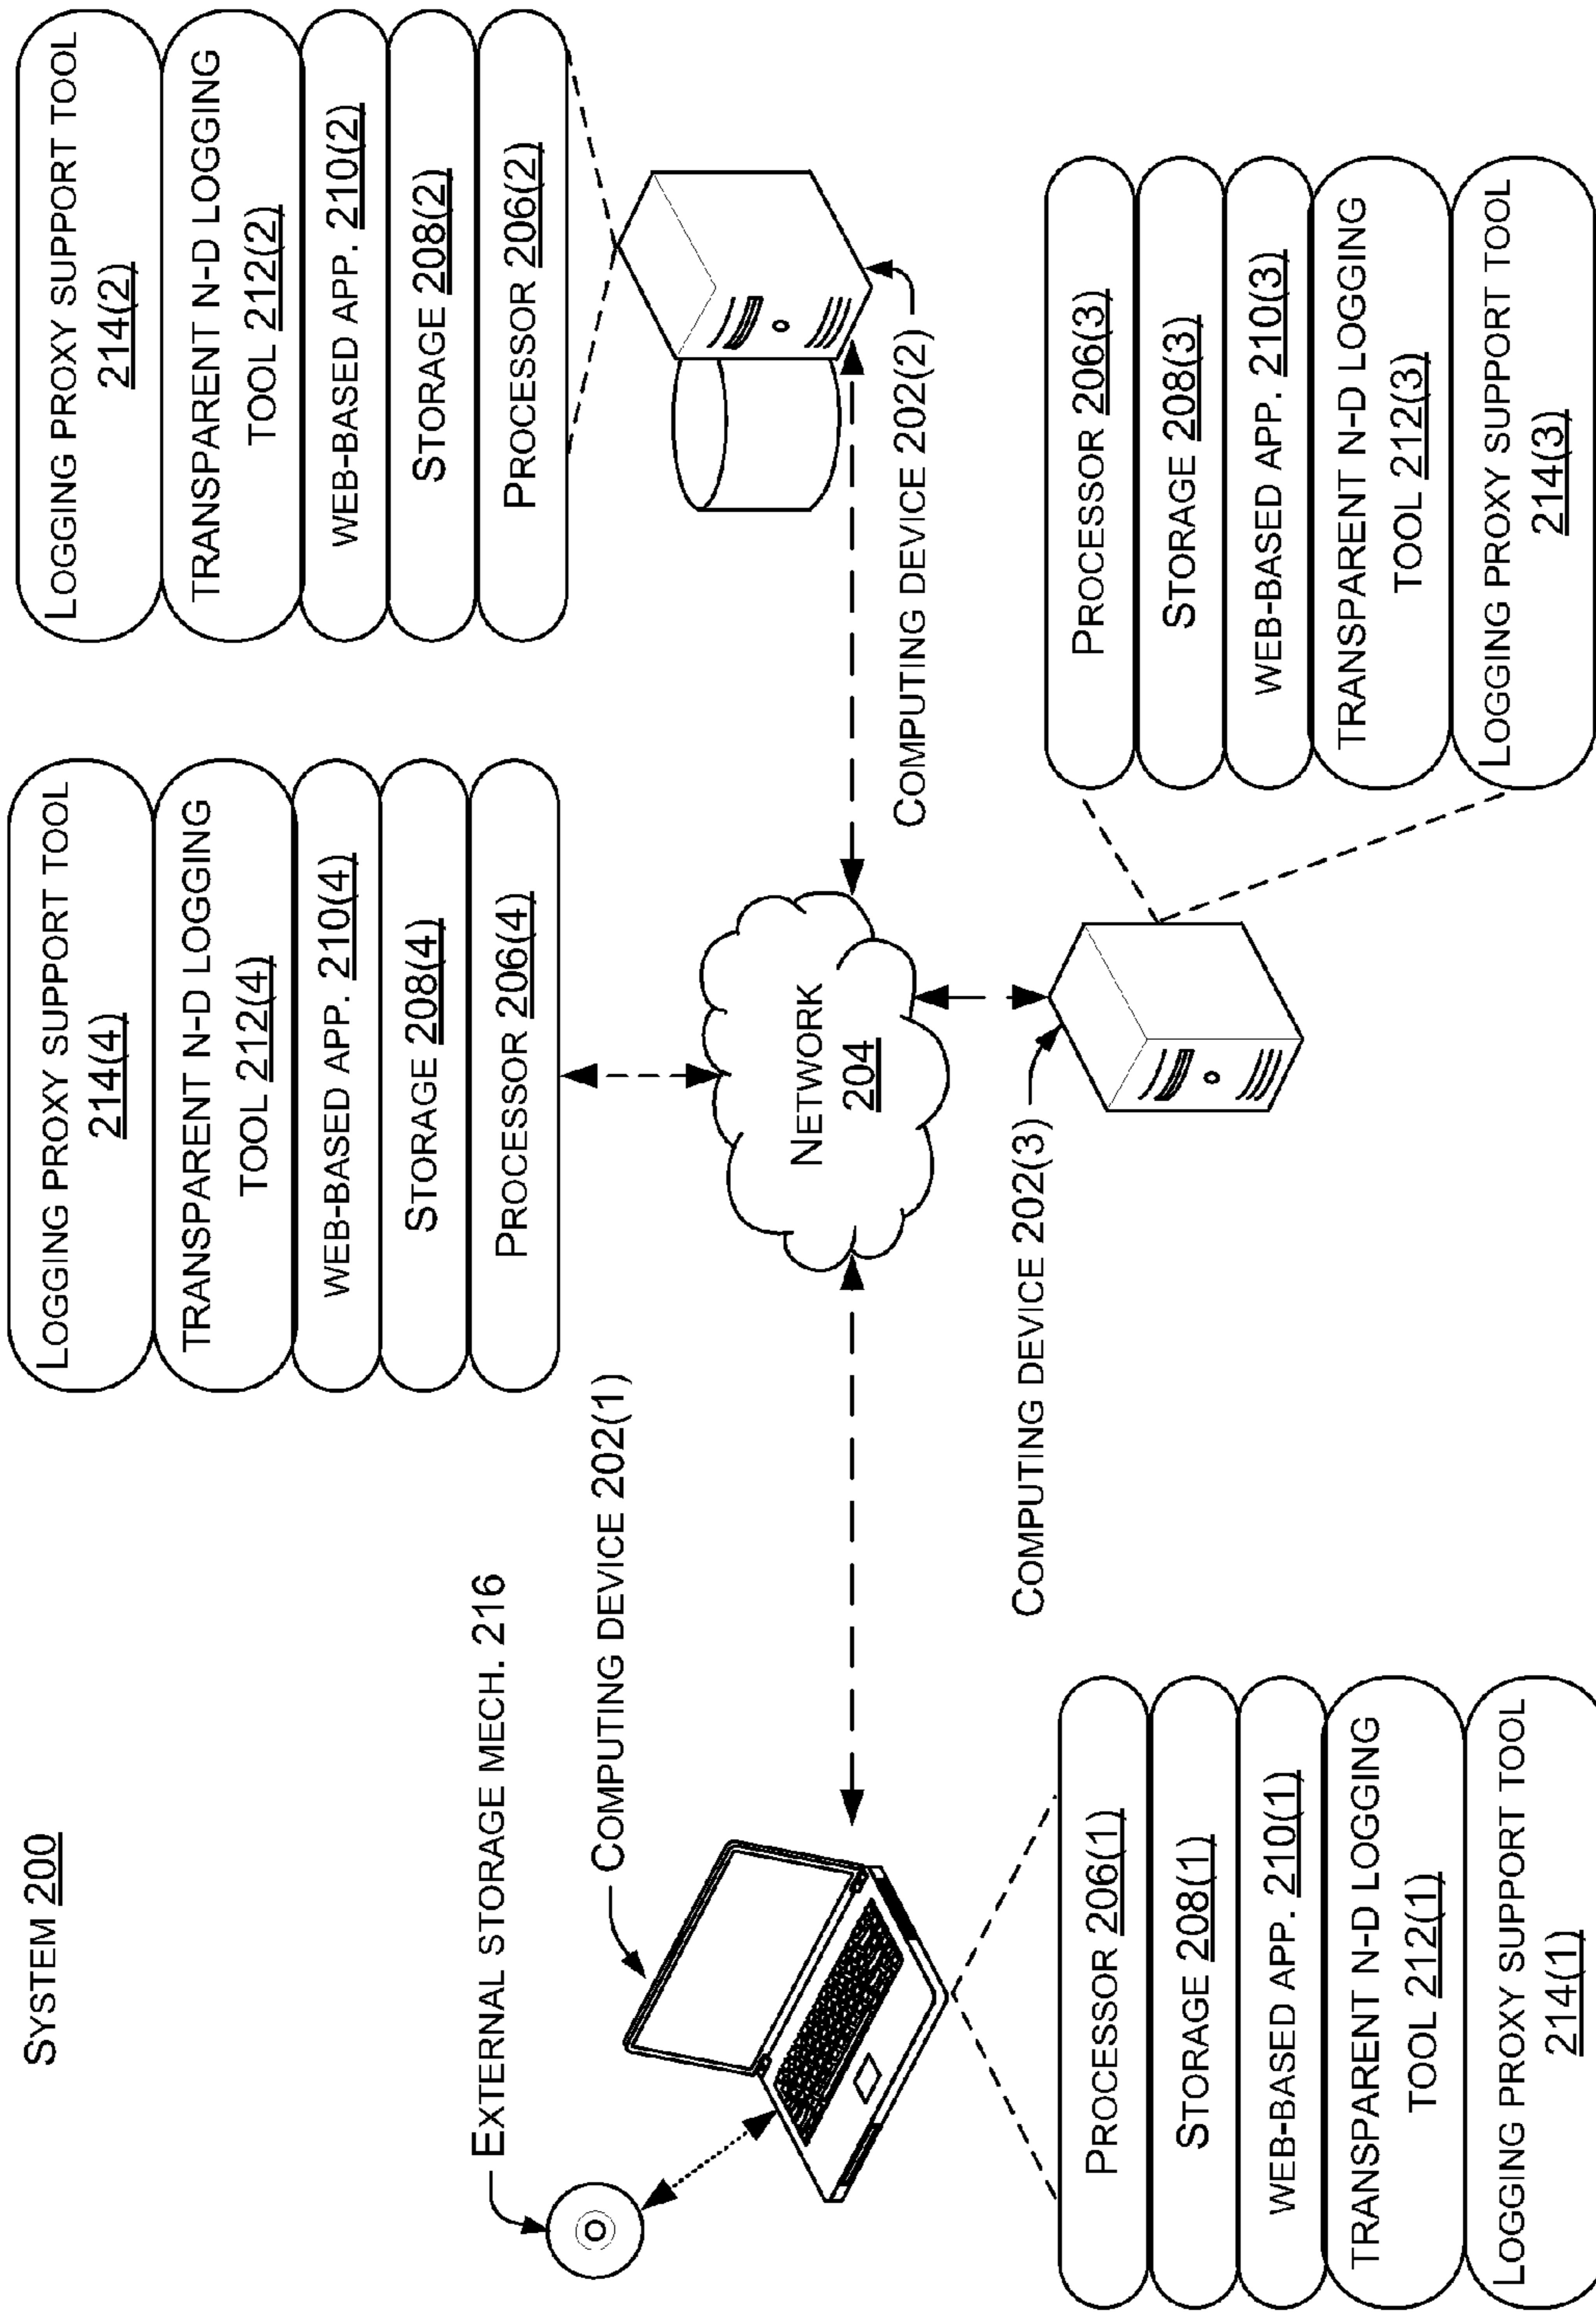 SYSTEM 200
EXTERNAL STORAGE MECH. 216
COMPUTING DEVICE 202(1)
LOGGING PROXY SUPPORT TOOL
214(4)
TRANSPARENT N-D LOGGING
TOOL 212(4)
WEB-BASED APP. 210(4)
STORAGE 208(4)
PROCESSOR 206(4)
LOGGING PROXY SUPPORT TOOL
214(2)
TRANSPARENT N-D LOGGING
TOOL 212(2)
WEB-BASED APP. 210(2)
STORAGE 208(2)
PROCESSOR 206(2)
NETWORK
204
COMPUTING DEVICE 202(2)
COMPUTING DEVICE 202(3)
PROCESSOR 206(1)
STORAGE 208(1)
WEB-BASED APP. 210(1)
TRANSPARENT N-D LOGGING
TOOL 212(1)
LOGGING PROXY SUPPORT TOOL
214(1)
PROCESSOR 206(3)
STORAGE 208(3)
WEB-BASED APP. 210(3)
TRANSPARENT N-D LOGGING
TOOL 212(3)
LOGGING PROXY SUPPORT TOOL
214(3)